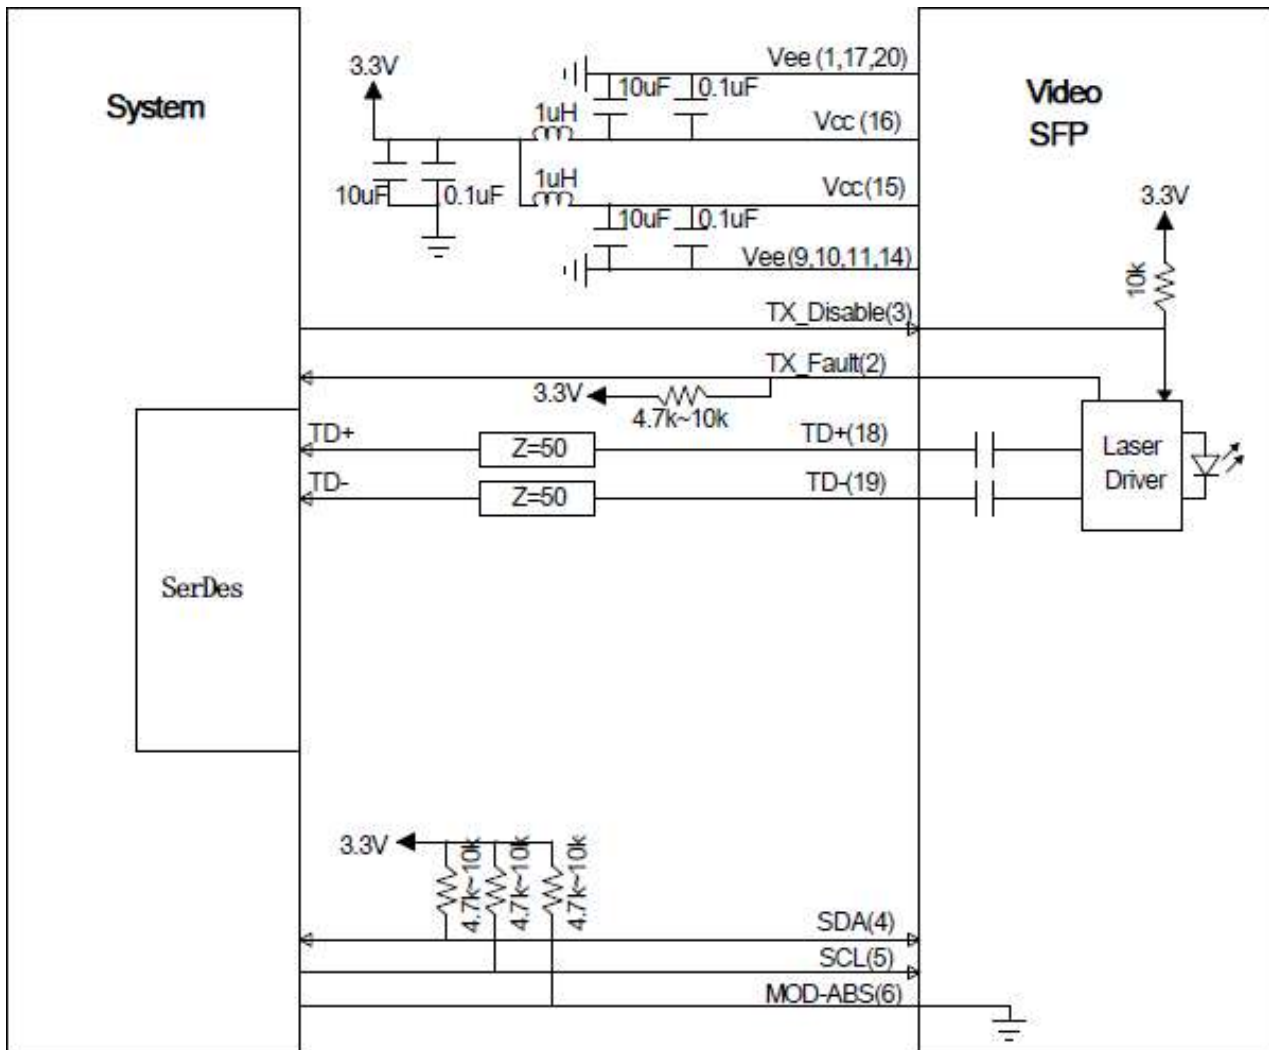 Vee (1,17,20)
3.3V
10uF
0.1uF
System
Video
SFP
1uH
Vcc (16)
1uH
Vcc(15)
10uF
0.1uF
3.3V
10uF
0.1uF
Vee(9,10,11,14)
10k
TX_Disable(3)
TX_Fault(2)
3.3V
4.7k~10k
TD+
Z=50
TD+(18)
Laser
Driver
TD-
Z=50
TD-(19)
SerDes
3.3V
4.7k~10k
4.7k~10k
4.7k~10k
SDA(4)
SCL(5)
MOD-ABS(6)